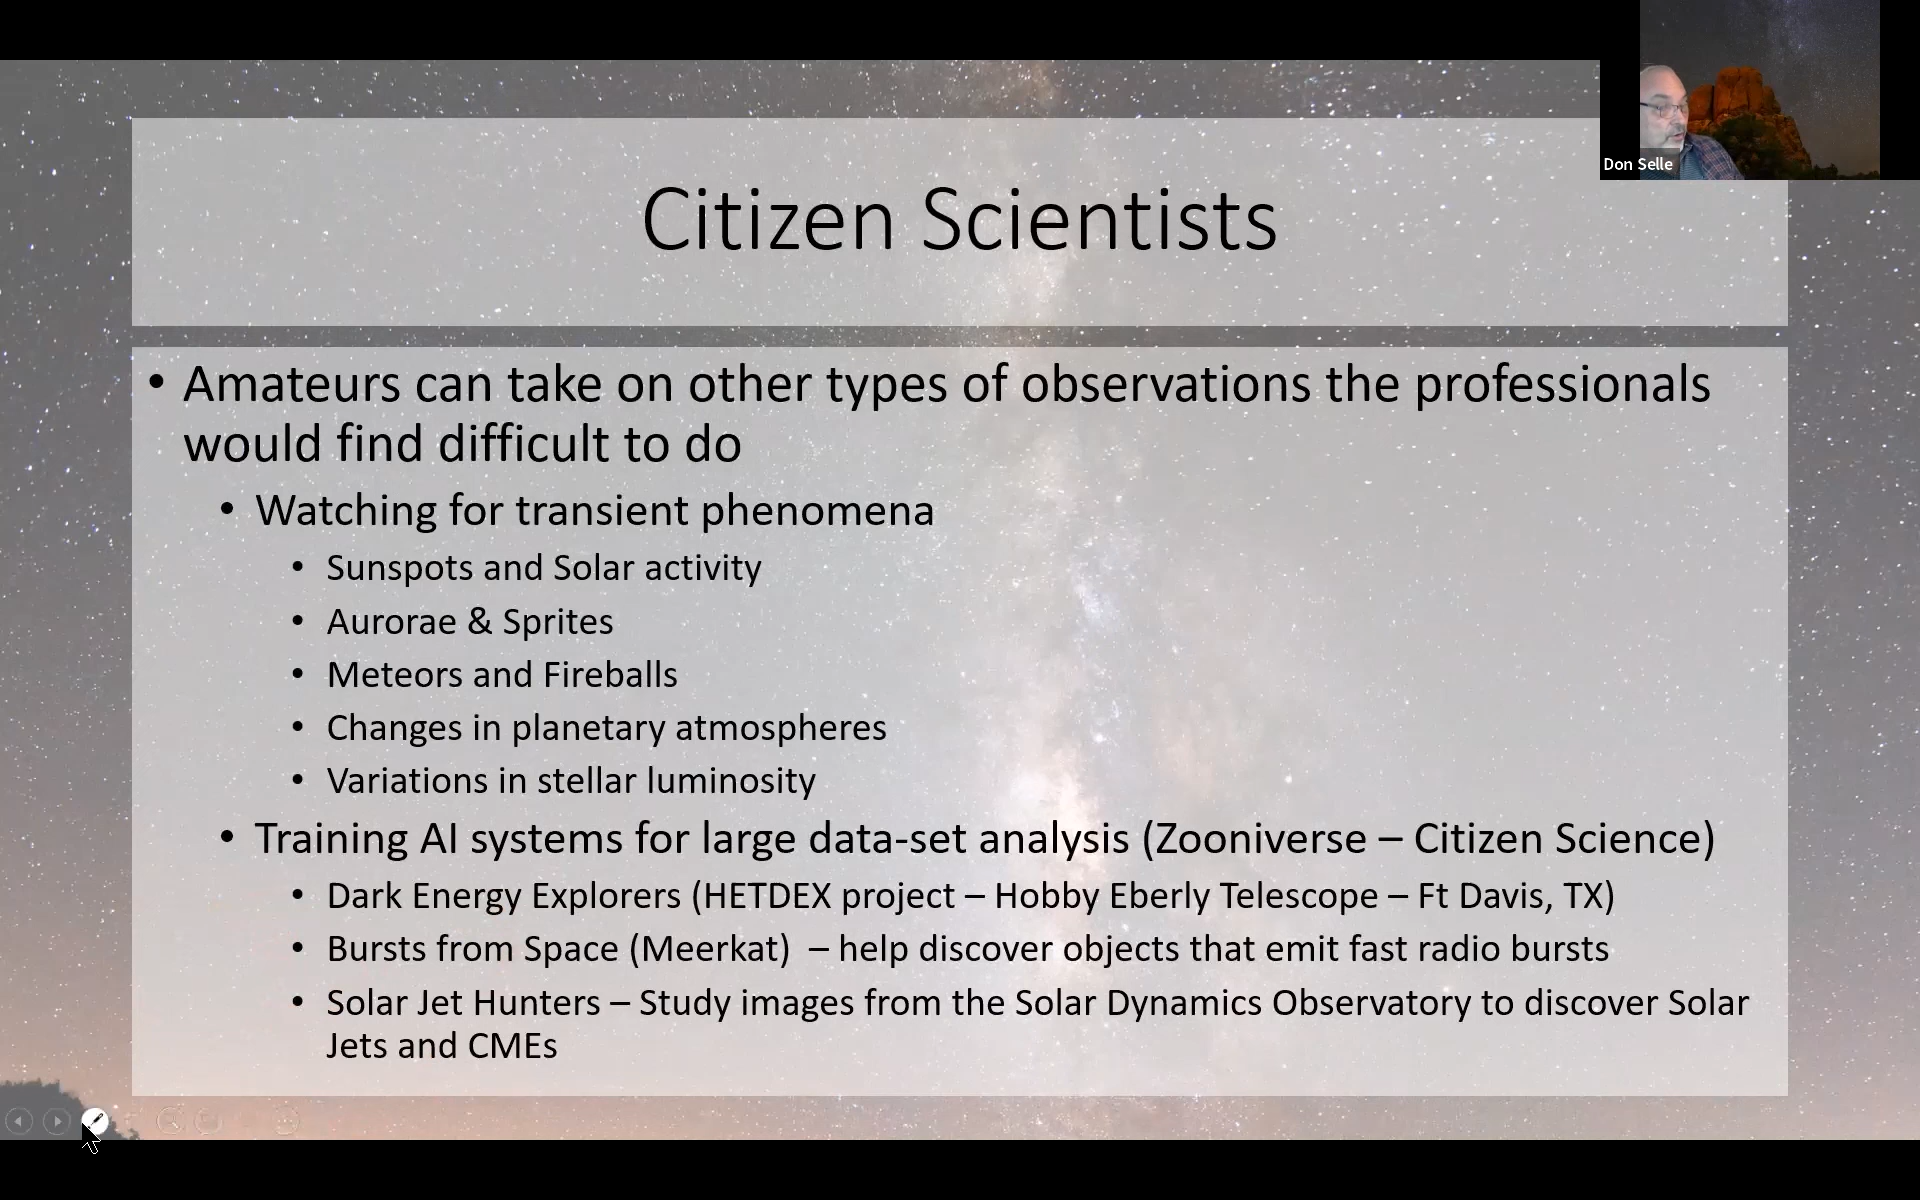 Don Selle
Citizen Scientists
• Amateurs can take on other types of observations the professionals
would find difficult to do
• Watching for transient phenomena
• Sunspots and Solar activity
• Aurorae & Sprites
• Meteors and Fireballs
• Changes in planetary atmospheres
• Variations in stellar luminosity
• Training AI systems for large data-set analysis (Zooniverse – Citizen Science)
• Dark Energy Explorers (HETDEX project – Hobby Eberly Telescope – Ft Davis, TX)
• Bursts from Space (Meerkat)  – help discover objects that emit fast radio bursts
• Solar Jet Hunters – Study images from the Solar Dynamics Observatory to discover Solar
Jets and CMEs